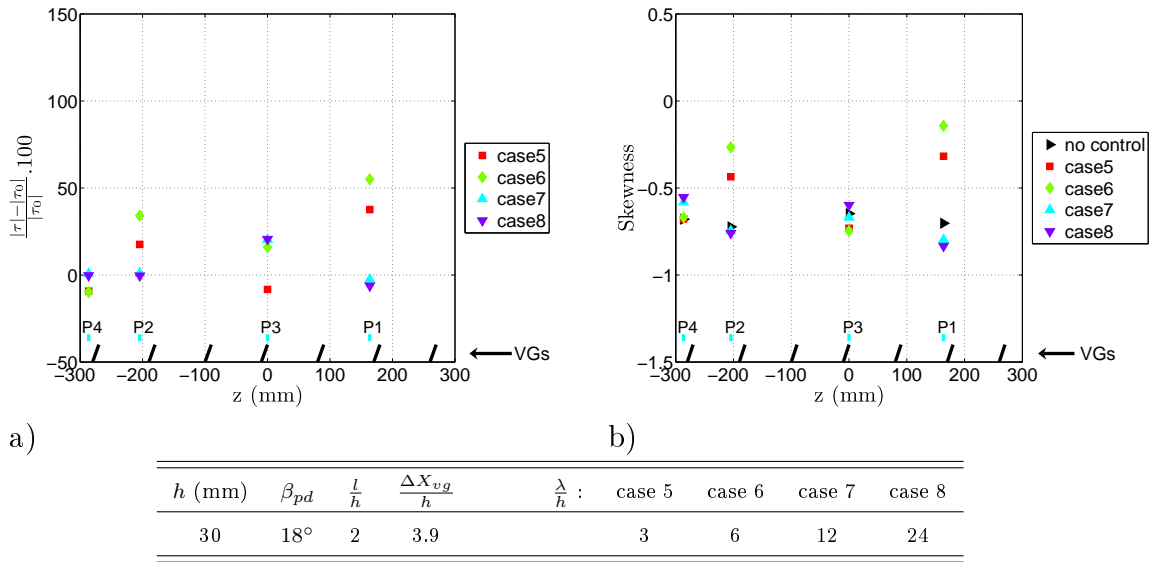 150
100
50
0
−50
−300 −200 −100 0 100 200 300
z (mm)
|τ|−|τ0| / |τ0| .100
P4 P2 P3 P1
VGs
case5
case6
case7
case8
a)
0.5
0
−0.5
−1
−1.5
−300 −200 −100 0 100 200 300
z (mm)
Skewness
P4 P2 P3 P1
VGs
no control
case5
case6
case7
case8
b)
h (mm) βpd l/h ΔXvg/h λ/h : case 5 case 6 case 7 case 8
30 18° 2 3.9 3 6 12 24